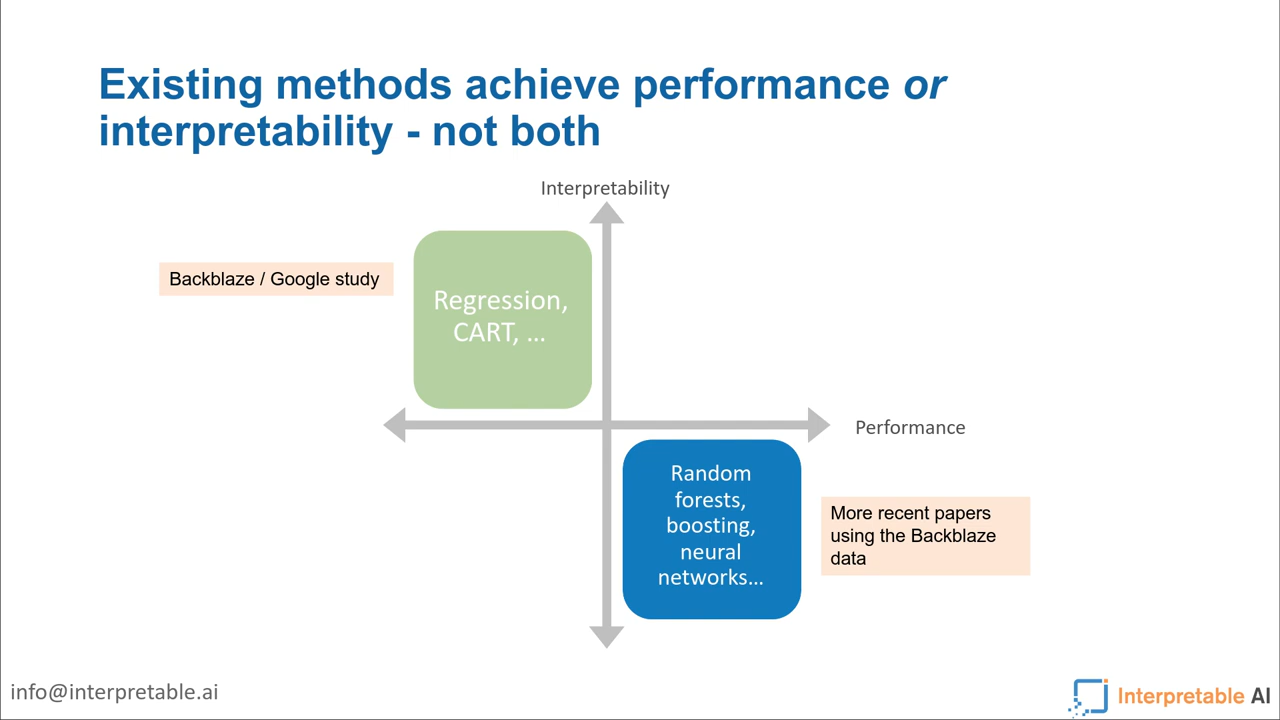 Existing methods achieve performance or
interpretability - not both
Interpretability
Backblaze / Google study
Regression,
CART, ...
Performance
Random
forests,
boosting,
neural
networks...
More recent papers
using the Backblaze
data
info@interpretable.ai
Interpretable AI